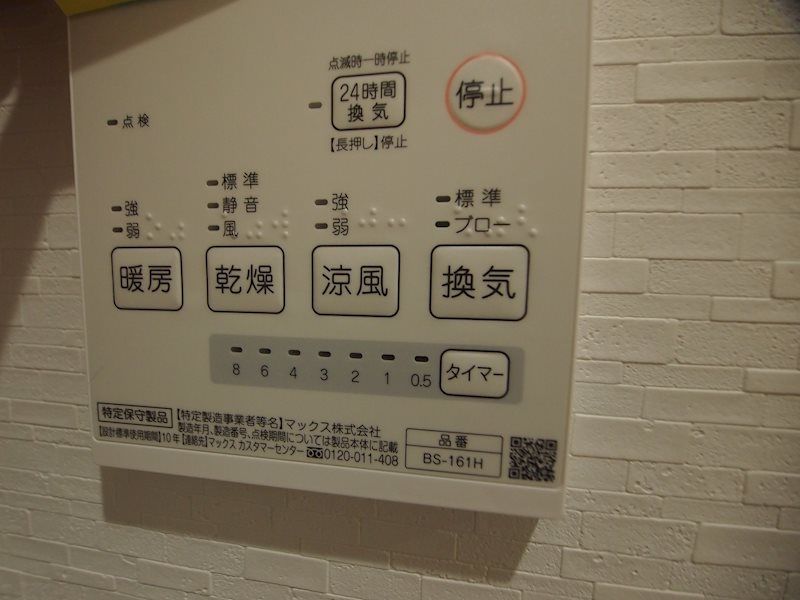 点滅時一時停止
24時間
換気
【長押し】停止
停止
点検
強
弱
暖房
標準
静音
風
乾燥
強
弱
涼風
標準
ブロー
換気
8 6 4 3 2 1 0.5
タイマー
特定保守製品
【特定製造事業者等名】マックス株式会社
製造年月、製造番号、点検期間については製品本体に記載
【設計標準使用期間】10年【連絡先】マックス カスタマーセンター 0120-011-408
品番
BS-161H